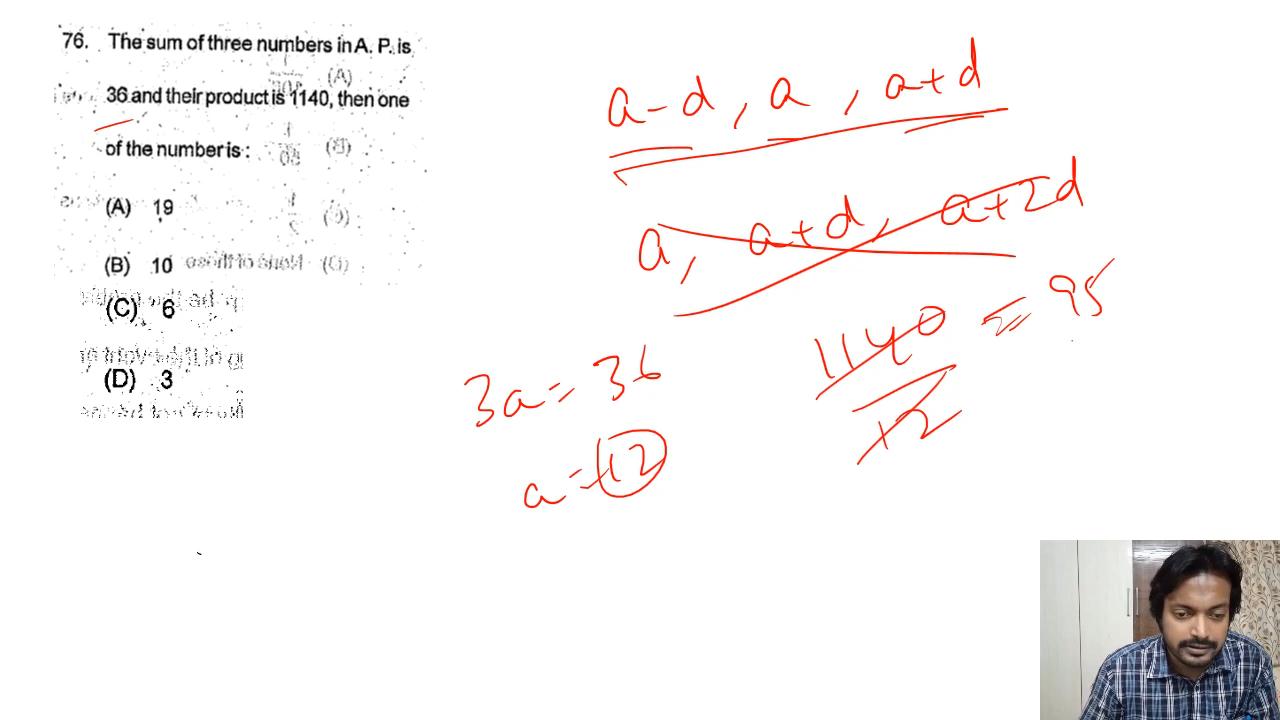 76. The sum of three numbers in A. P. is
36 and their product is 1140, then one
of the number is :
(A) 19
(B) 10
(C) 6
(D) 3
a-d, a, a+d
a, a+d, a+2d
3a = 36
a = 12
1140
12
= 95